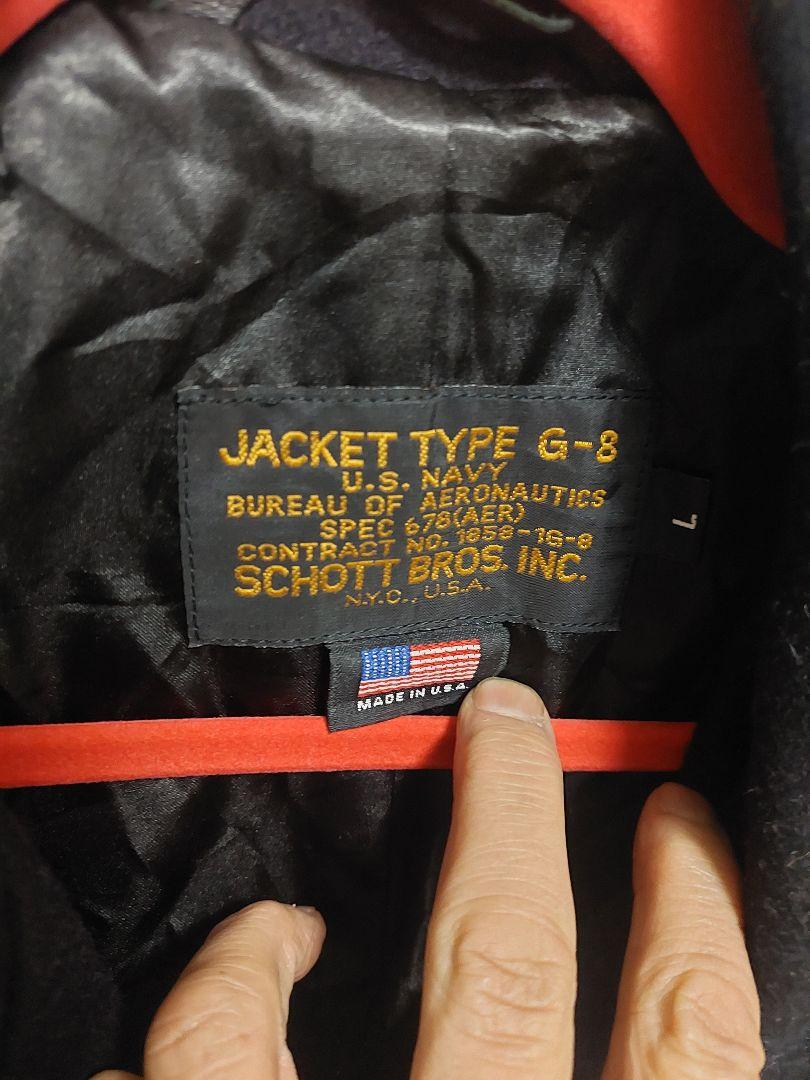 JACKET TYPE G-8
U.S. NAVY
BUREAU OF AERONAUTICS
SPEC 678(AER)
CONTRACT NO. 1858-1G-8
SCHOTT BROS. INC.
N.Y.C., U.S.A.
L
MADE IN U.S.A.